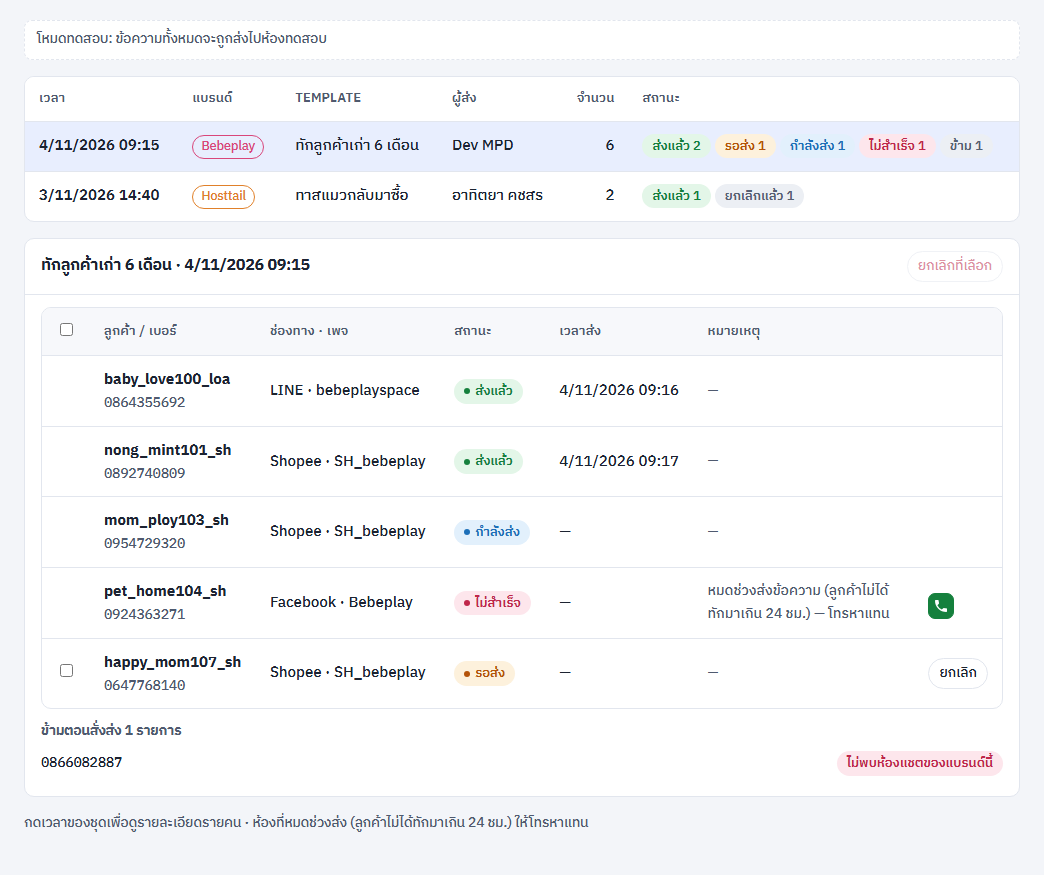 โหมดทดสอบ: ข้อความทั้งหมดจะถูกส่งไปห้องทดสอบ
เวลา แบรนด์ TEMPLATE ผู้ส่ง จำนวน สถานะ
4/11/2026 09:15 Bebeplay ทักลูกค้าเก่า 6 เดือน Dev MPD 6 ส่งแล้ว 2 รอส่ง 1 กำลังส่ง 1 ไม่สำเร็จ 1 ข้าม 1
3/11/2026 14:40 Hosttail ทาสแมวกลับมาซื้อ อาทิตยา คชสร 2 ส่งแล้ว 1 ยกเลิกแล้ว 1
ทักลูกค้าเก่า 6 เดือน · 4/11/2026 09:15 ยกเลิกที่เลือก
ลูกค้า / เบอร์ ช่องทาง · เพจ สถานะ เวลาส่ง หมายเหตุ
baby_love100_loa
0864355692
LINE · bebeplayspace ส่งแล้ว 4/11/2026 09:16 —
nong_mint101_sh
0892740809
Shopee · SH_bebeplay ส่งแล้ว 4/11/2026 09:17 —
mom_ploy103_sh
0954729320
Shopee · SH_bebeplay กำลังส่ง — —
pet_home104_sh
0924363271
Facebook · Bebeplay ไม่สำเร็จ —
หมดช่วงส่งข้อความ (ลูกค้าไม่ได้
ทักมาเกิน 24 ชม.) — โทรหาแทน
happy_mom107_sh
0647768140
Shopee · SH_bebeplay รอส่ง — — ยกเลิก
ข้ามตอนสั่งส่ง 1 รายการ
0866082887 ไม่พบห้องแชตของแบรนด์นี้
กดเวลาของชุดเพื่อดูรายละเอียดรายคน · ห้องที่หมดช่วงส่ง (ลูกค้าไม่ได้ทักมาเกิน 24 ชม.) ให้โทรหาแทน